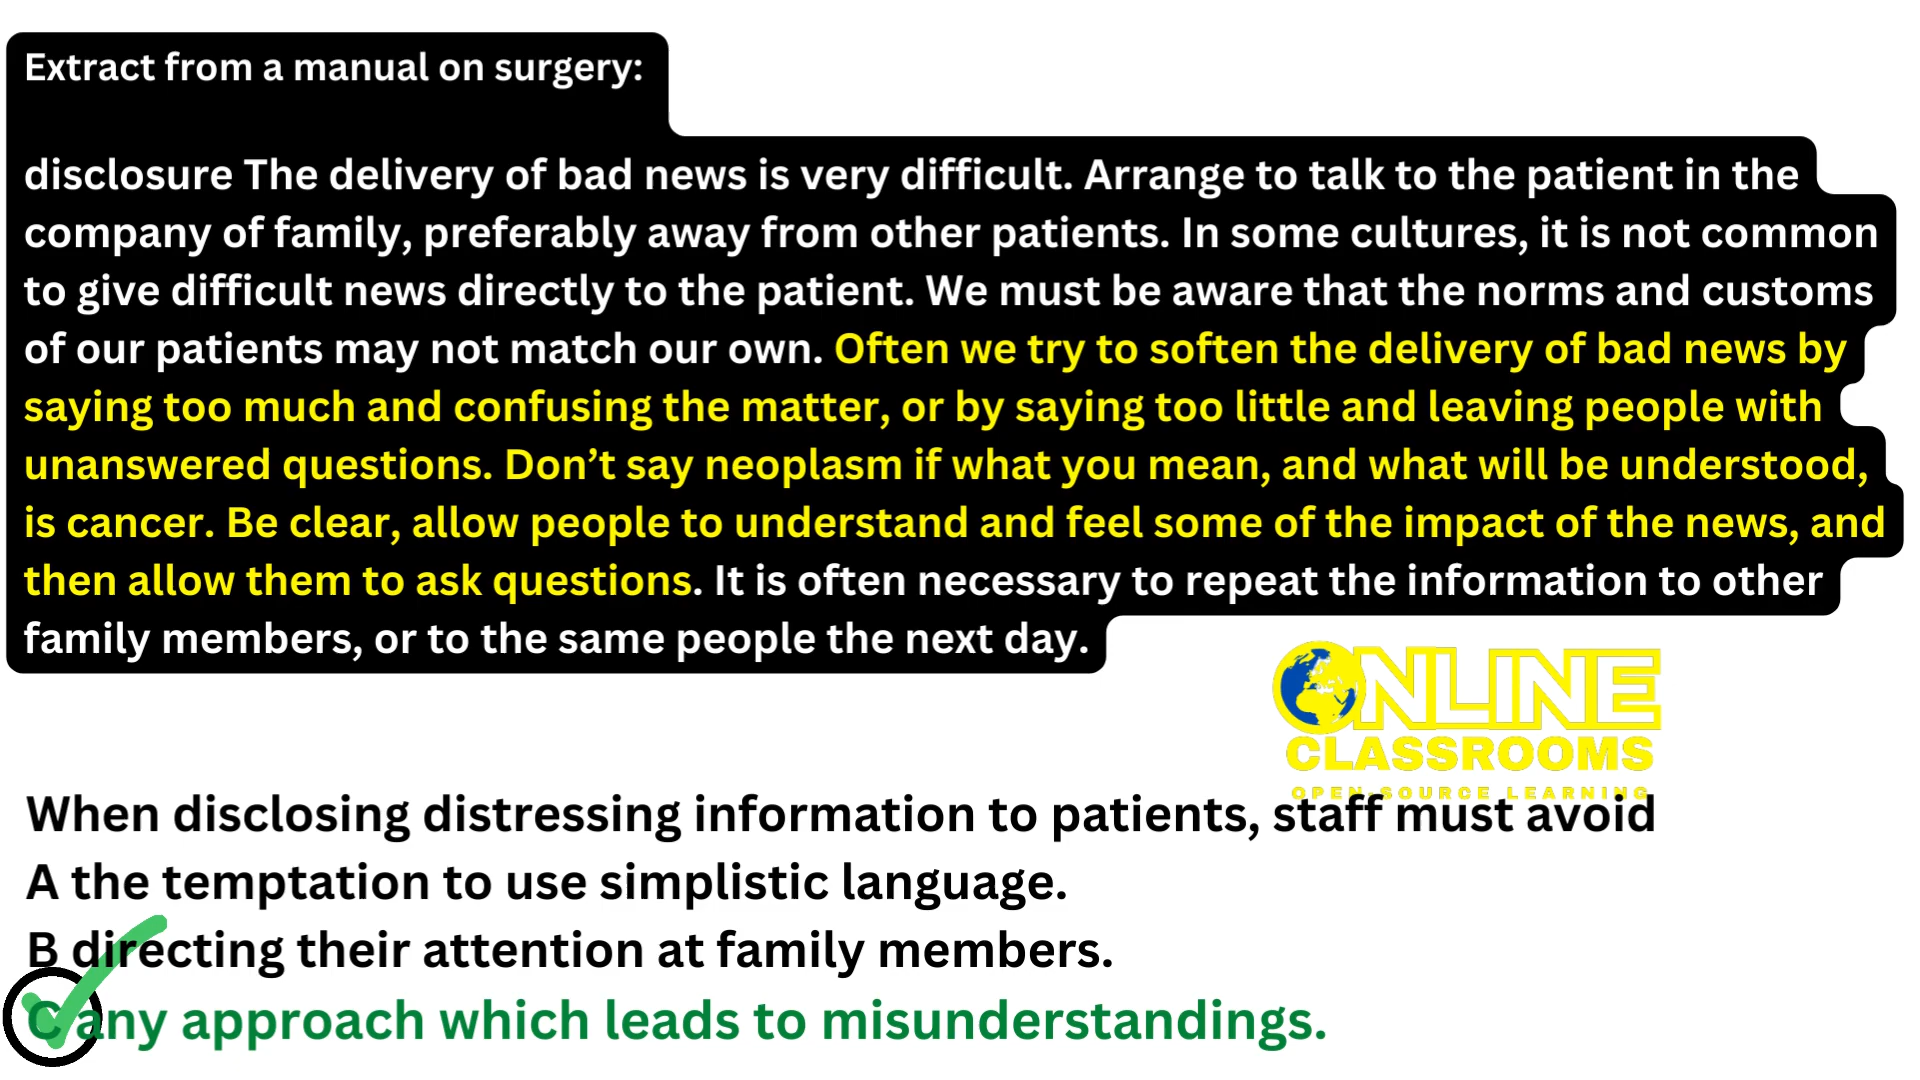 Extract from a manual on surgery:
disclosure The delivery of bad news is very difficult. Arrange to talk to the patient in the
company of family, preferably away from other patients. In some cultures, it is not common
to give difficult news directly to the patient. We must be aware that the norms and customs
of our patients may not match our own. Often we try to soften the delivery of bad news by
saying too much and confusing the matter, or by saying too little and leaving people with
unanswered questions. Don’t say neoplasm if what you mean, and what will be understood,
is cancer. Be clear, allow people to understand and feel some of the impact of the news, and
then allow them to ask questions. It is often necessary to repeat the information to other
family members, or to the same people the next day.
ONLINE
CLASSROOMS
OPEN-SOURCE LEARNING
When disclosing distressing information to patients, staff must avoid
A the temptation to use simplistic language.
B directing their attention at family members.
C any approach which leads to misunderstandings.